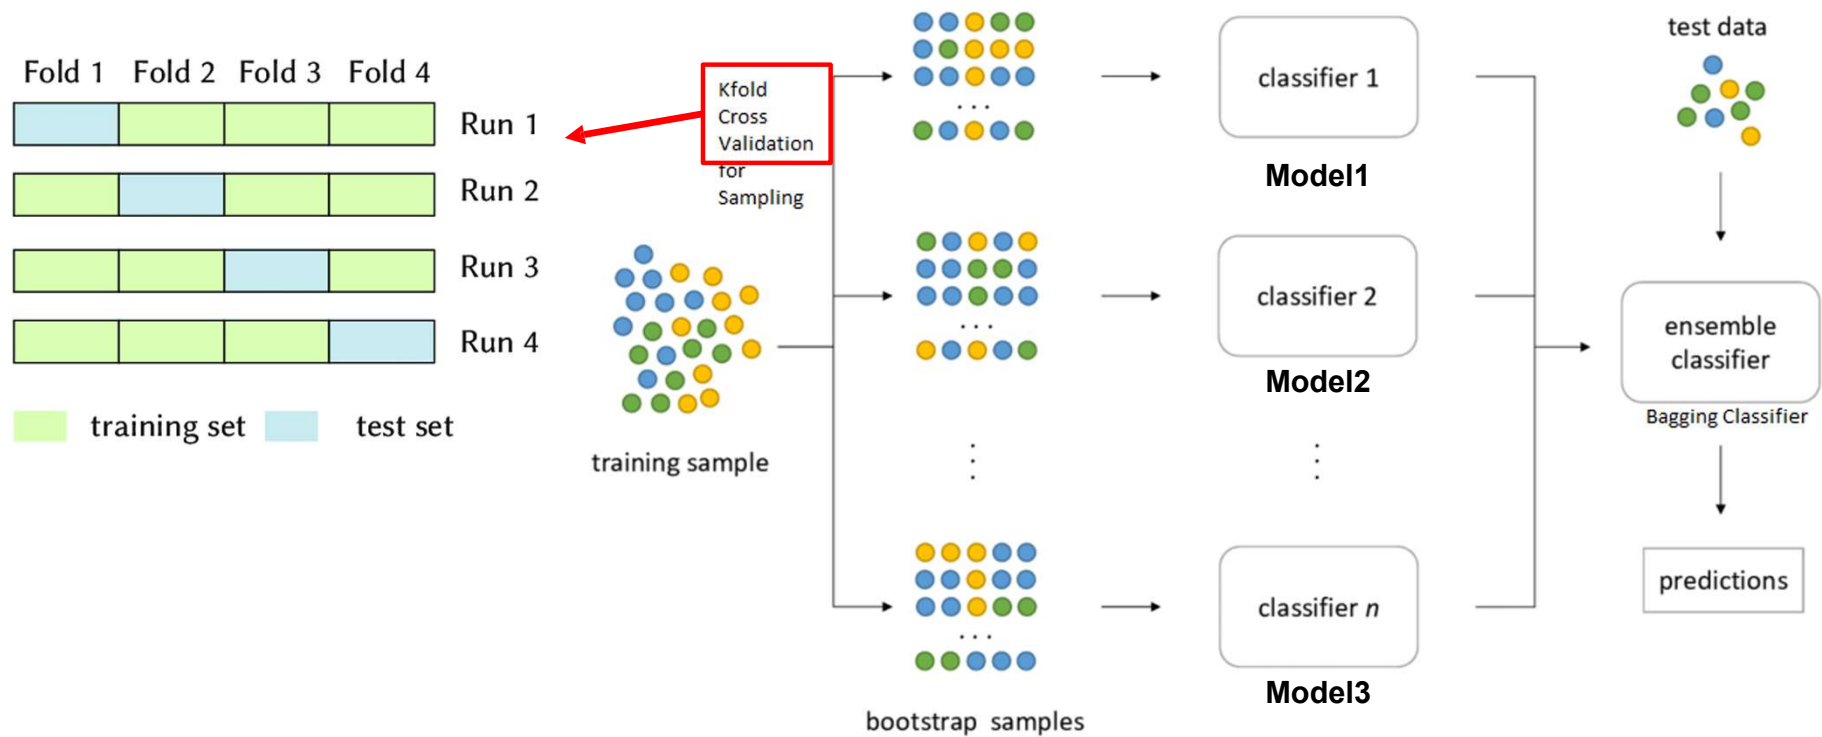 Fold 1 Fold 2 Fold 3 Fold 4
Run 1
Run 2
Run 3
Run 4
training set test set
Kfold
Cross
Validation
for
Sampling
training sample
. . .
. . .
. . .
bootstrap samples
classifier 1
Model1
classifier 2
Model2
classifier n
Model3
test data
ensemble
classifier
Bagging Classifier
predictions